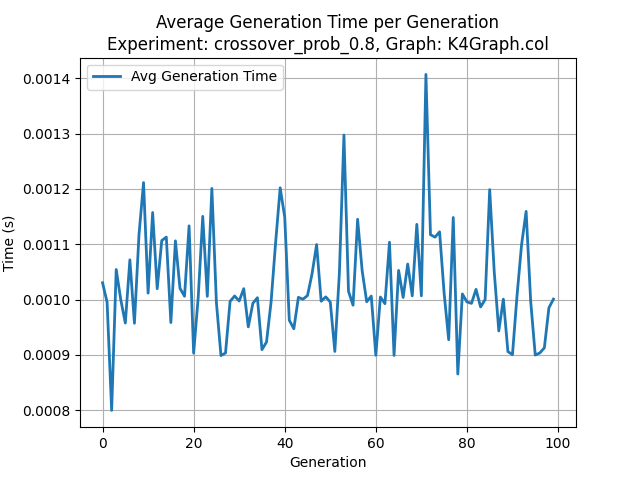 Average Generation Time per Generation
Experiment: crossover_prob_0.8, Graph: K4Graph.col
Avg Generation Time
0.0014
0.0013
0.0012
0.0011
0.0010
0.0009
0.0008
Time (s)
0 20 40 60 80 100
Generation